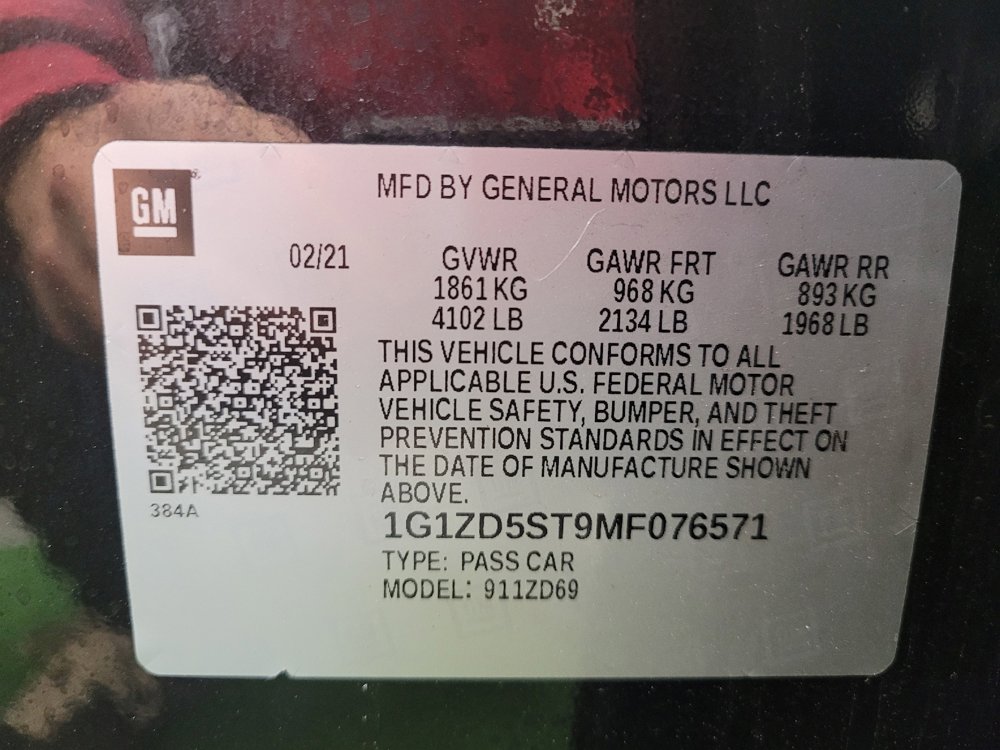 GM
MFD BY GENERAL MOTORS LLC
02/21 GVWR GAWR FRT GAWR RR
1861 KG 968 KG 893 KG
4102 LB 2134 LB 1968 LB
THIS VEHICLE CONFORMS TO ALL
APPLICABLE U.S. FEDERAL MOTOR
VEHICLE SAFETY, BUMPER, AND THEFT
PREVENTION STANDARDS IN EFFECT ON
THE DATE OF MANUFACTURE SHOWN
ABOVE.
384A
1G1ZD5ST9MF076571
TYPE: PASS CAR
MODEL: 911ZD69